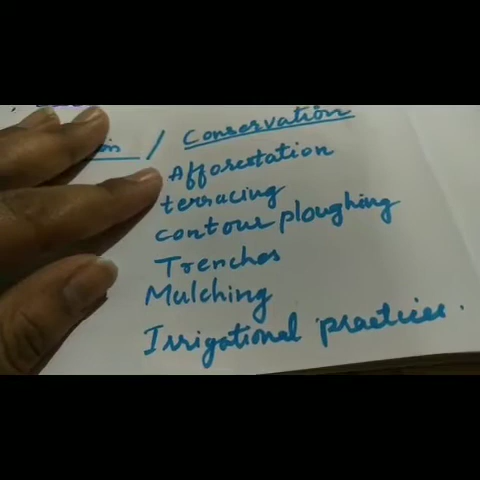 / Conservation
Afforestation
terracing
contour ploughing
Trenches
Mulching
Irrigational practices.